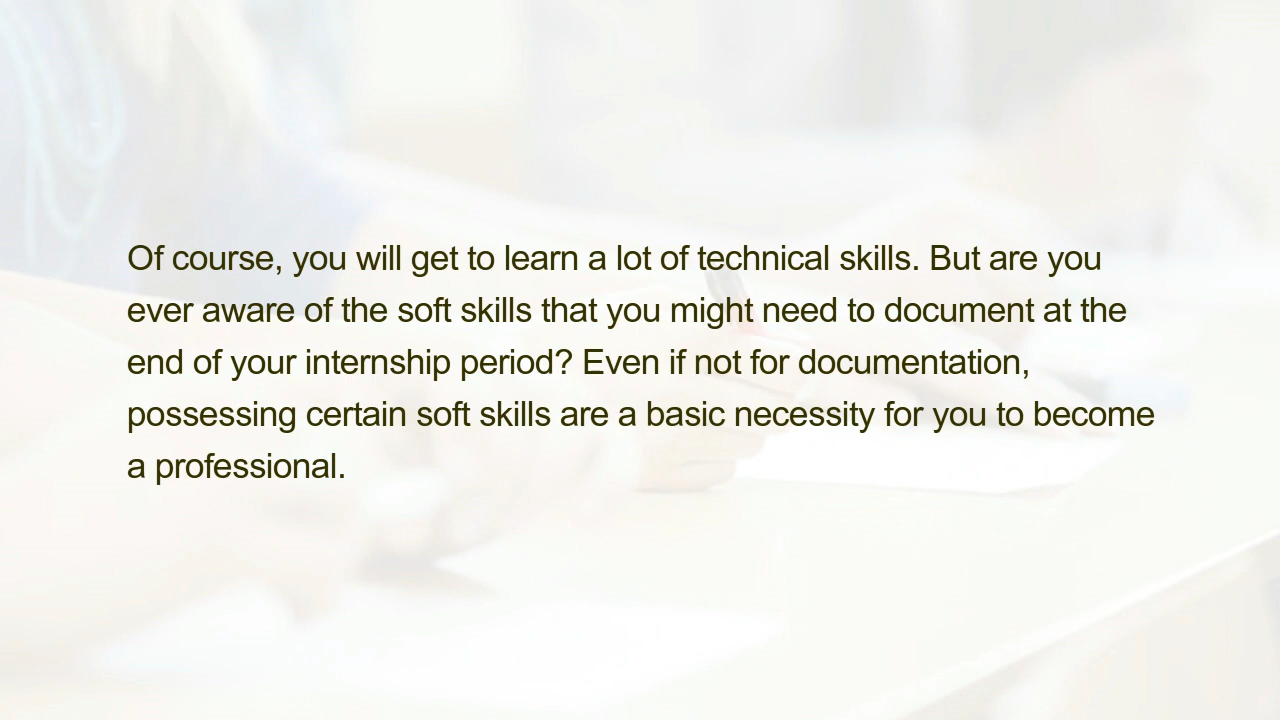 Of course, you will get to learn a lot of technical skills. But are you
ever aware of the soft skills that you might need to document at the
end of your internship period? Even if not for documentation,
possessing certain soft skills are a basic necessity for you to become
a professional.